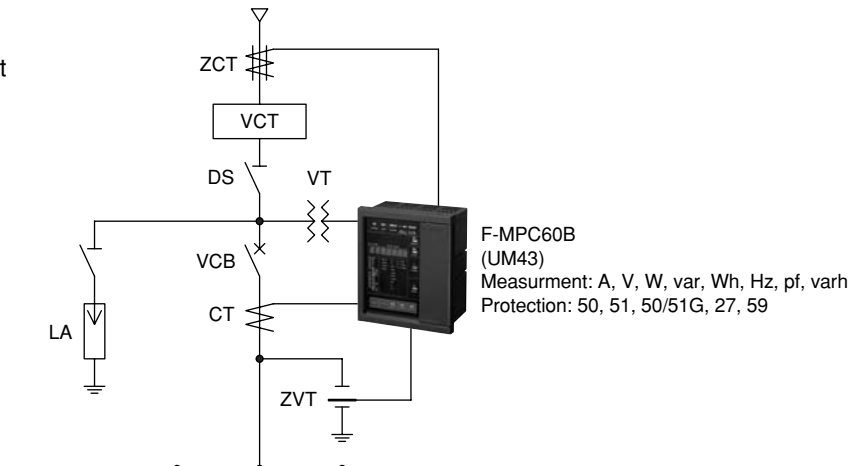 t
ZCT
VCT
DS
VT
VCB
CT
LA
ZVT
F-MPC60B
(UM43)
Measurment: A, V, W, var, Wh, Hz, pf, varh
Protection: 50, 51, 50/51G, 27, 59